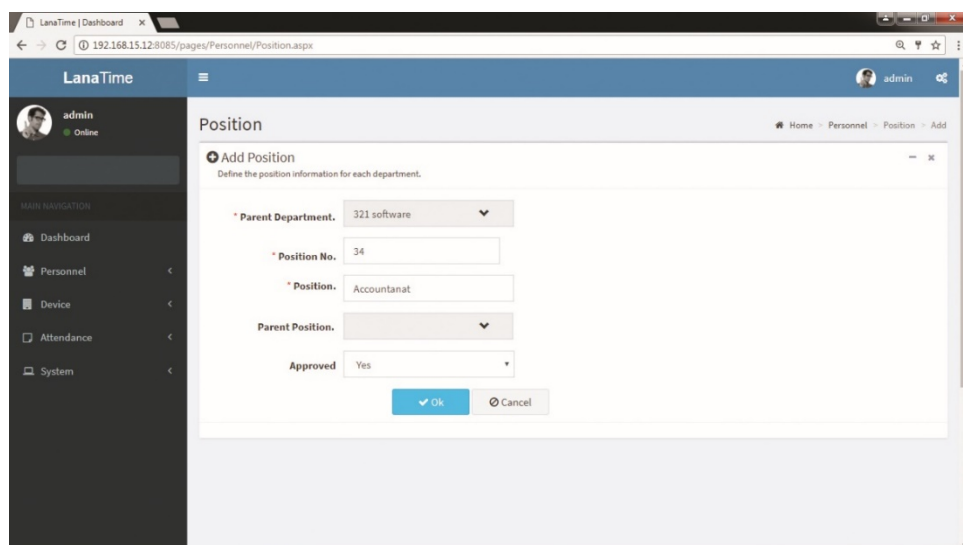 LanaTime | Dashboard
192.168.15.12:8085/pages/Personnel/Position.aspx
LanaTime
admin
admin
Online
Position
Home > Personnel > Position > Add
Add Position
Define the position information for each department.
MAIN NAVIGATION
Dashboard
Personnel
Device
Attendance
System
* Parent Department. 321 software
* Position No. 34
* Position. Accountanat
Parent Position.
Approved Yes
Ok Cancel